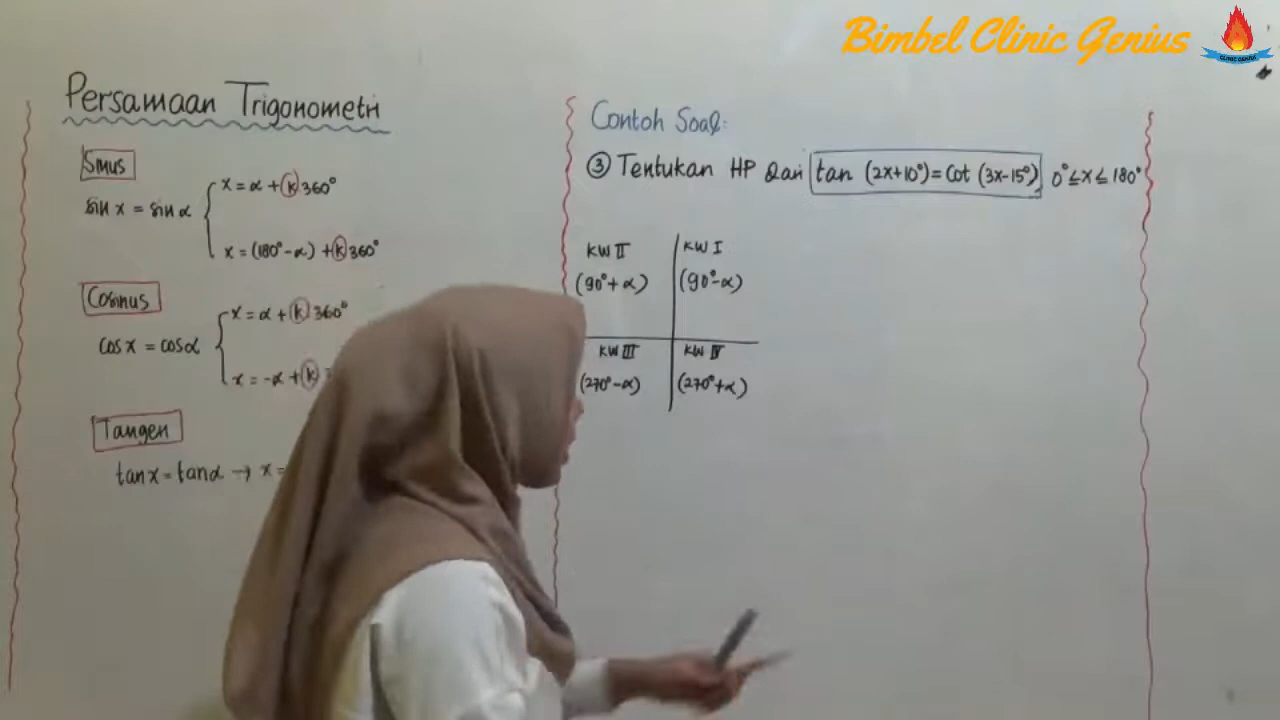 Bimbel Clinic Genius
CLINIC GENIUS
Persamaan Trigonometri
Sinus
sin x = sin α
x = α + k 360°
x = (180° - α) + k 360°
Cosinus
cos x = cos α
x = α + k 360°
x = -α + k
Tangen
tan x = tan α → x =
Contoh Soal:
③ Tentukan HP dari tan (2x+10°) = Cot (3x-15°) 0° ≤ x ≤ 180°
KW II
(90° + α)
KW I
(90° - α)
KW III
(270° - α)
KW IV
(270° + α)